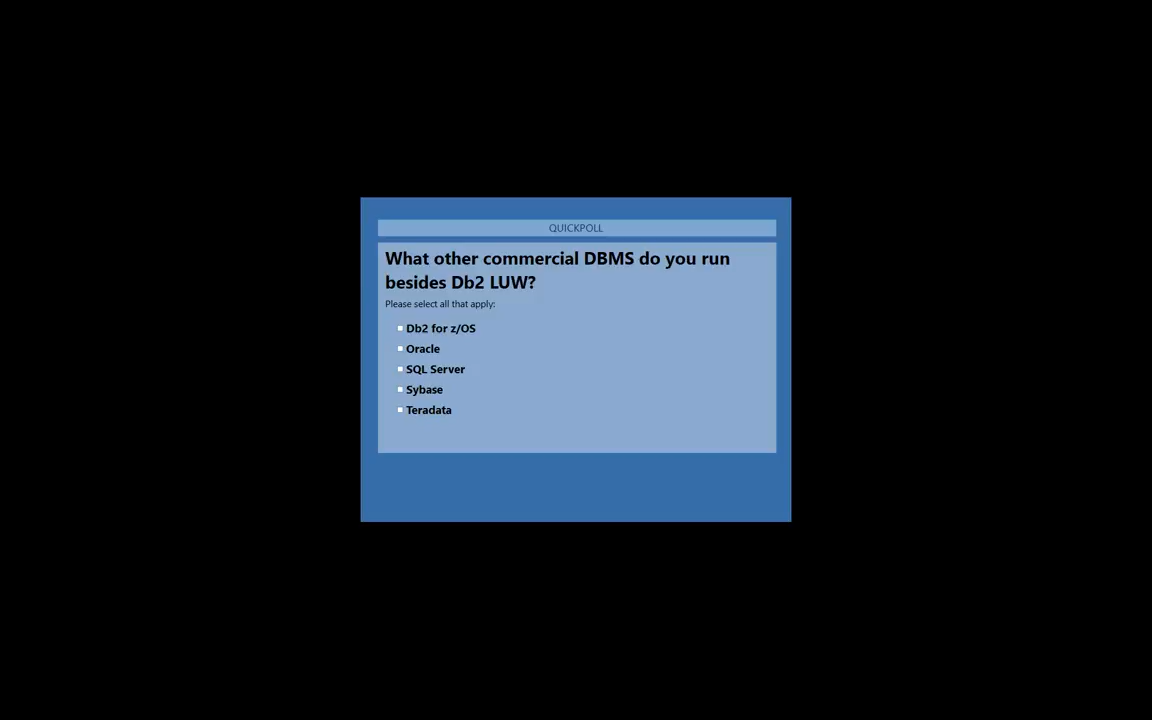 QUICKPOLL
What other commercial DBMS do you run
besides Db2 LUW?
Please select all that apply:
Db2 for z/OS
Oracle
SQL Server
Sybase
Teradata